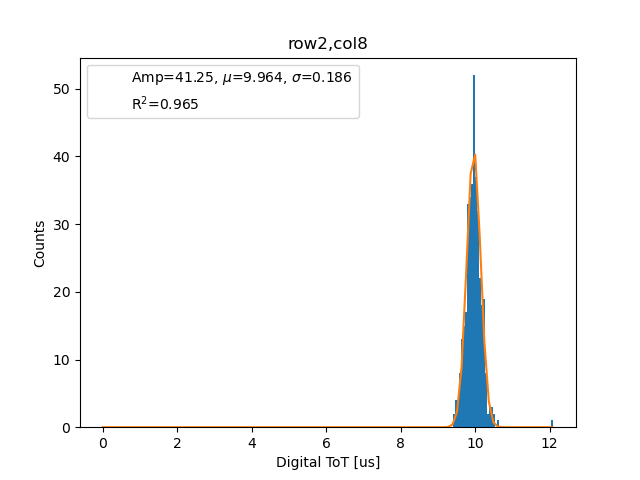 row2,col8
Amp=41.25, μ=9.964, σ=0.186
R²=0.965
50
40
30
20
10
0
Counts
0 2 4 6 8 10 12
Digital ToT [us]